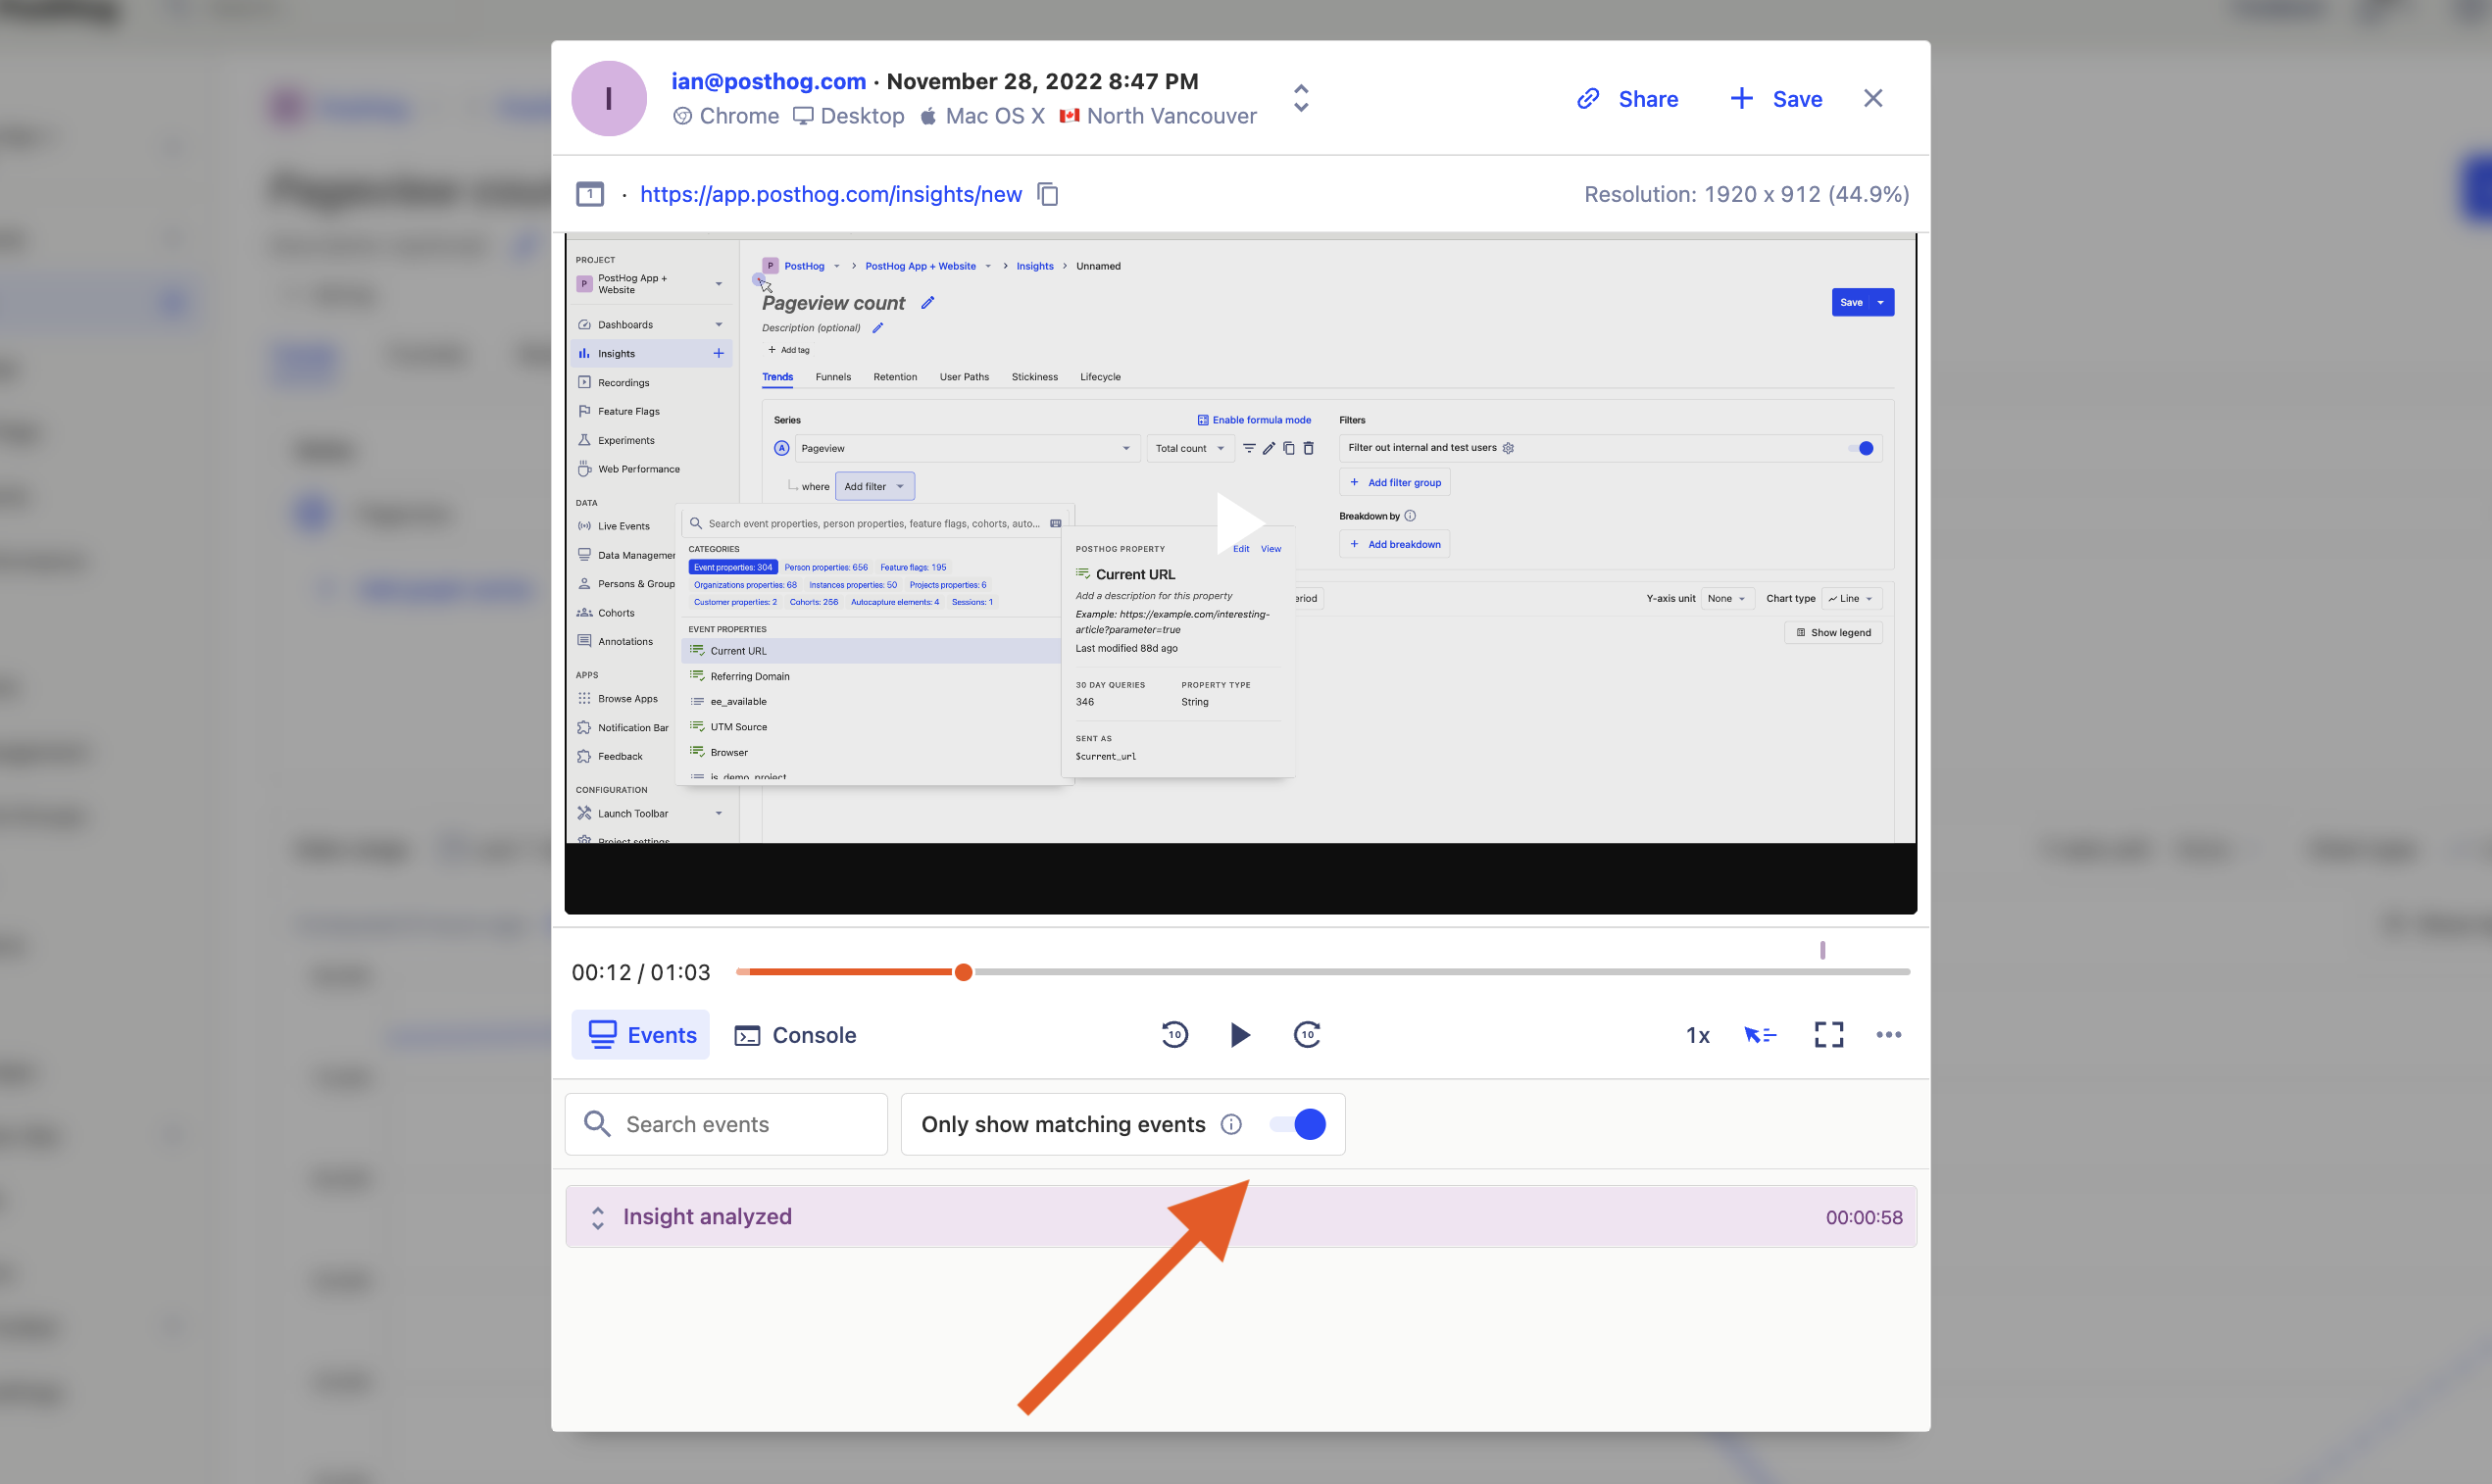 I
ian@posthog.com · November 28, 2022 8:47 PM
Chrome Desktop Mac OS X North Vancouver
Share
Save
1 · https://app.posthog.com/insights/new
Resolution: 1920 x 912 (44.9%)
PROJECT
P PostHog App +
Website
Dashboards
Insights
Recordings
Feature Flags
Experiments
Web Performance
DATA
Live Events
Data Managemer
Persons & Group
Cohorts
Annotations
APPS
Browse Apps
Notification Bar
Feedback
CONFIGURATION
Launch Toolbar
Project settings
P PostHog > PostHog App + Website > Insights > Unnamed
Pageview count
Save
Description (optional)
+ Add tag
Trends Funnels Retention User Paths Stickiness Lifecycle
Series
Enable formula mode
A Pageview
Total count
where Add filter
Filters
Filter out internal and test users
+ Add filter group
Breakdown by
+ Add breakdown
Search event properties, person properties, feature flags, cohorts, auto...
CATEGORIES
Event properties: 304 Person properties: 656 Feature flags: 195
Organizations properties: 68 Instances properties: 50 Projects properties: 6
Customer properties: 2 Cohorts: 256 Autocapture elements: 4 Sessions: 1
EVENT PROPERTIES
Current URL
Referring Domain
ee_available
UTM Source
Browser
is_demo_project
POSTHOG PROPERTY Edit View
Current URL
Add a description for this property
Example: https://example.com/interesting-
article?parameter=true
Last modified 88d ago
30 DAY QUERIES PROPERTY TYPE
346 String
SENT AS
$current_url
eriod
Y-axis unit None Chart type Line
Show legend
00:12 / 01:03
Events
Console
10
10
1x
Search events
Only show matching events
Insight analyzed
00:00:58